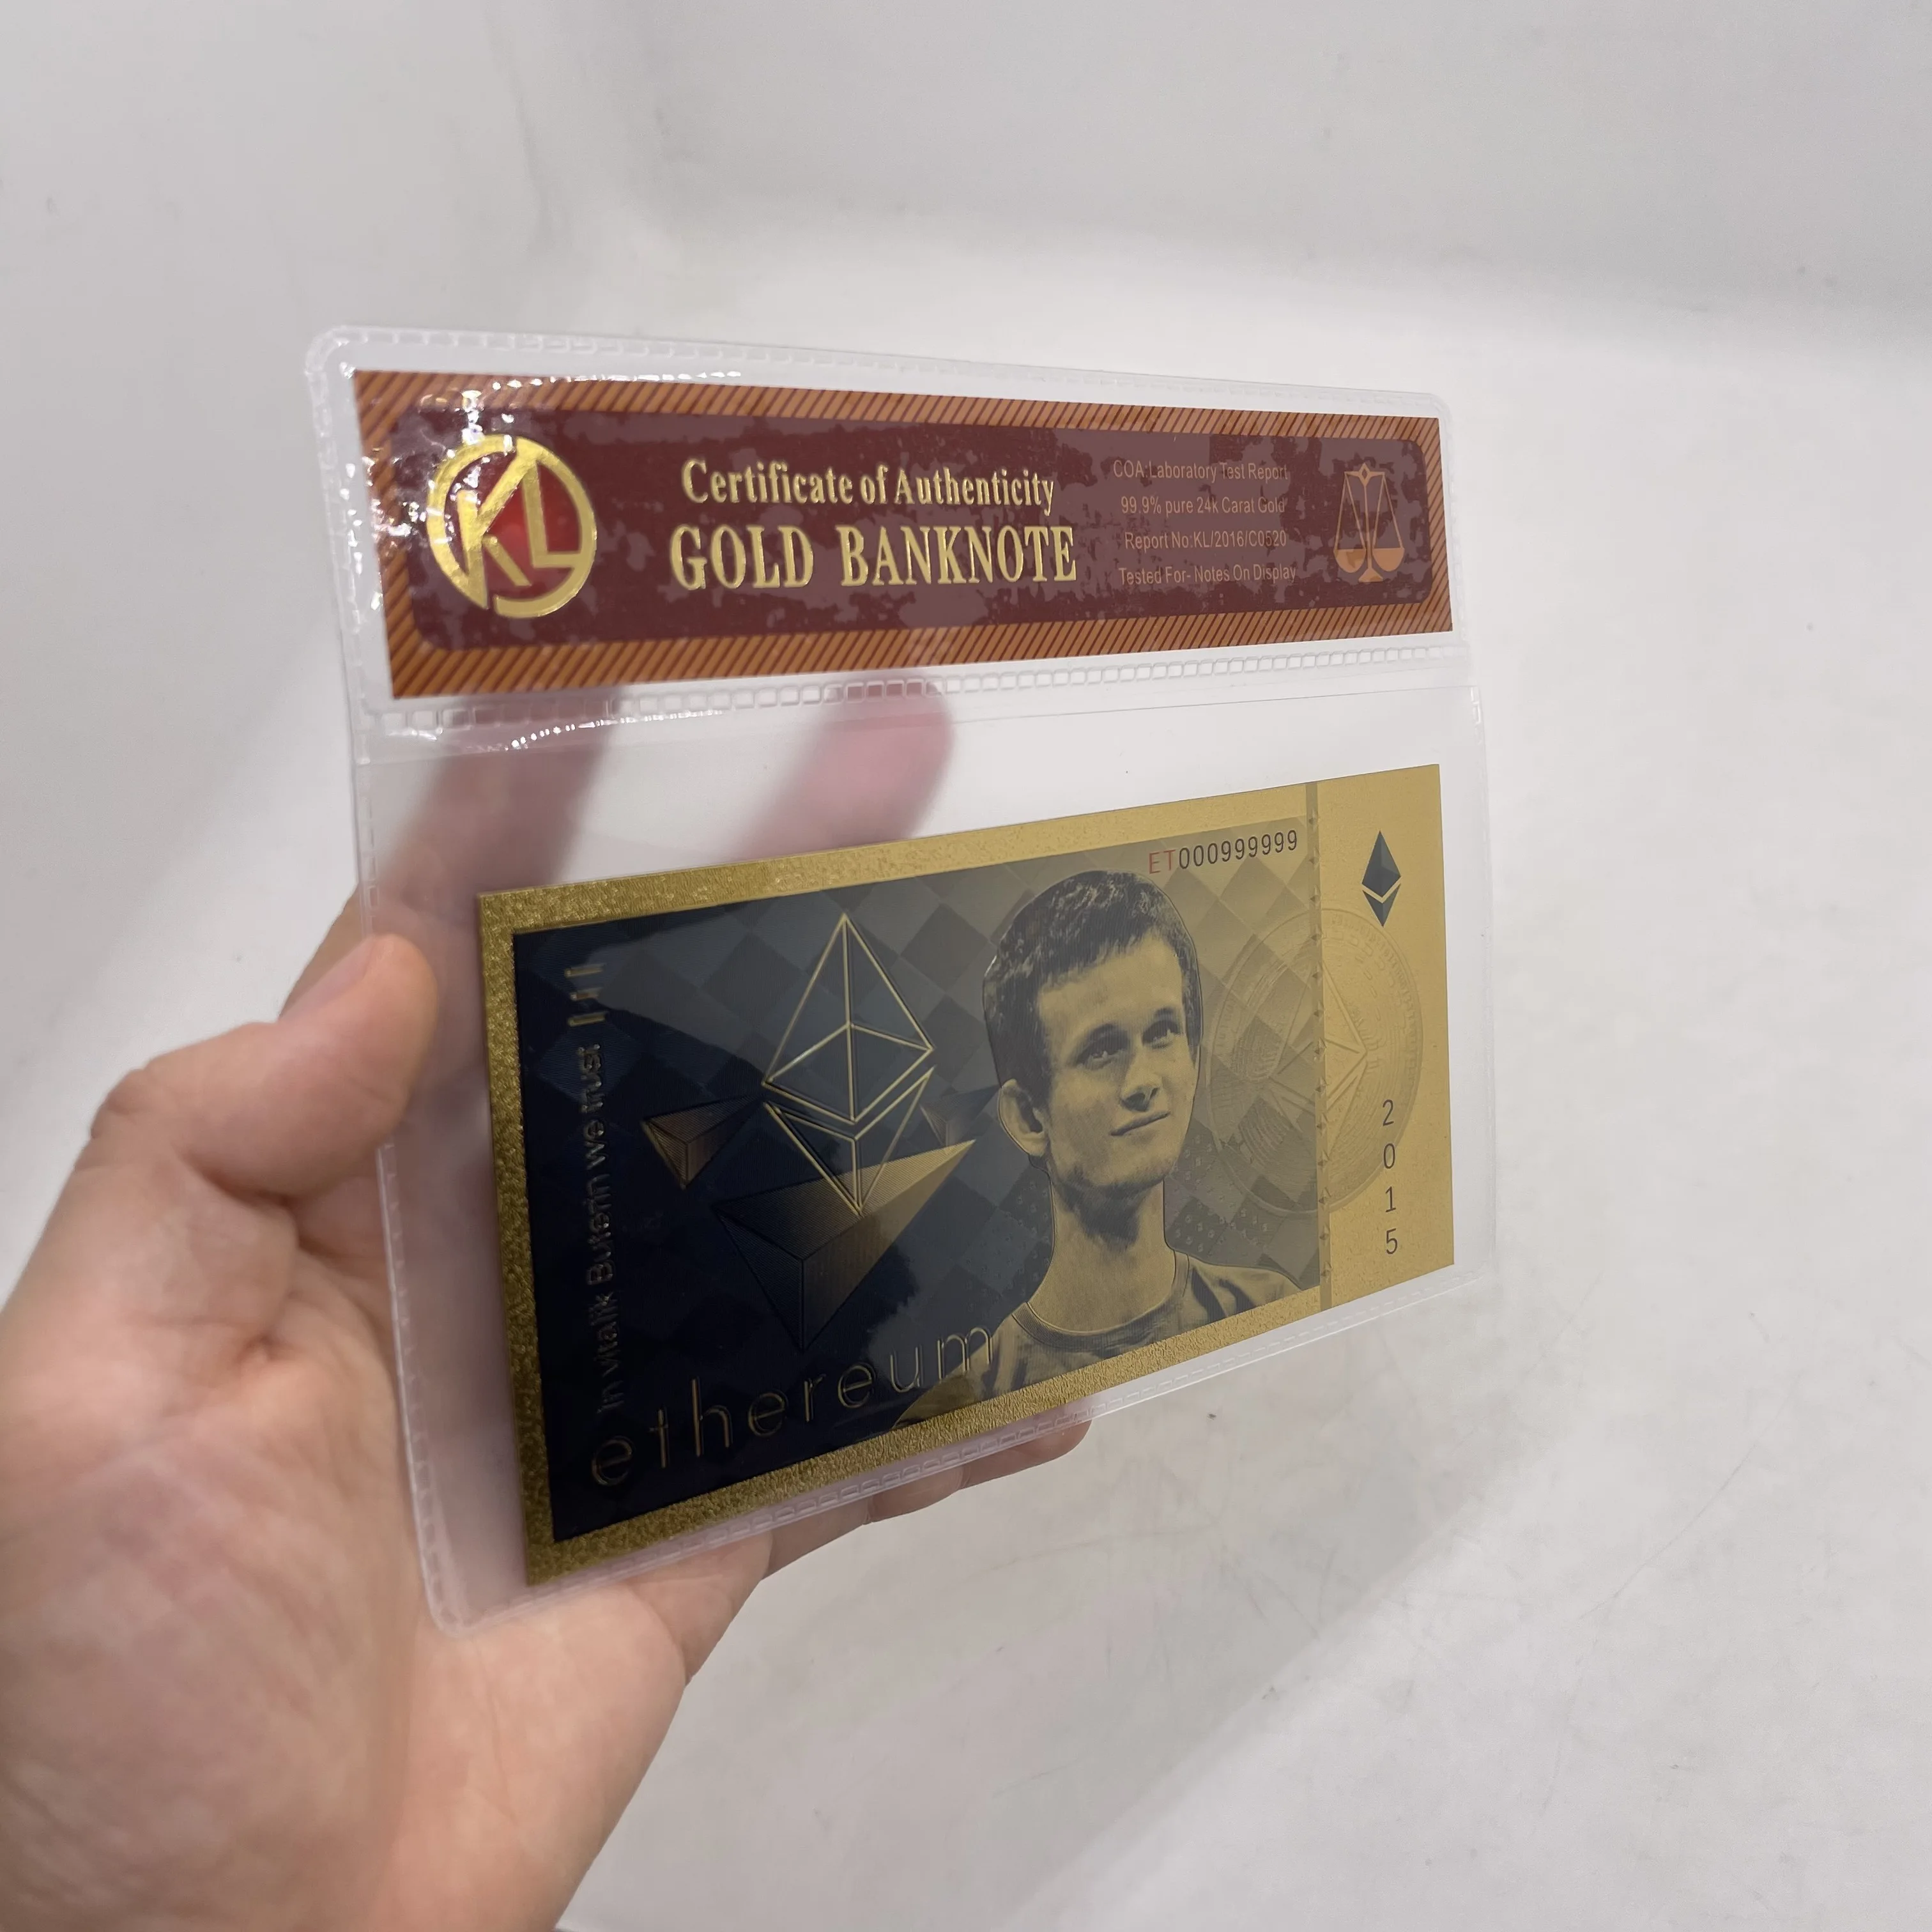 KL
Certificate of Authenticity
GOLD BANKNOTE
COA:Laboratory Test Report
99.9% pure 24k Carat Gold
Report No:KL/2016/C0520
Tested For- Notes On Display
ET000999999
In vitalik Buterin we trust
ethereum
2015